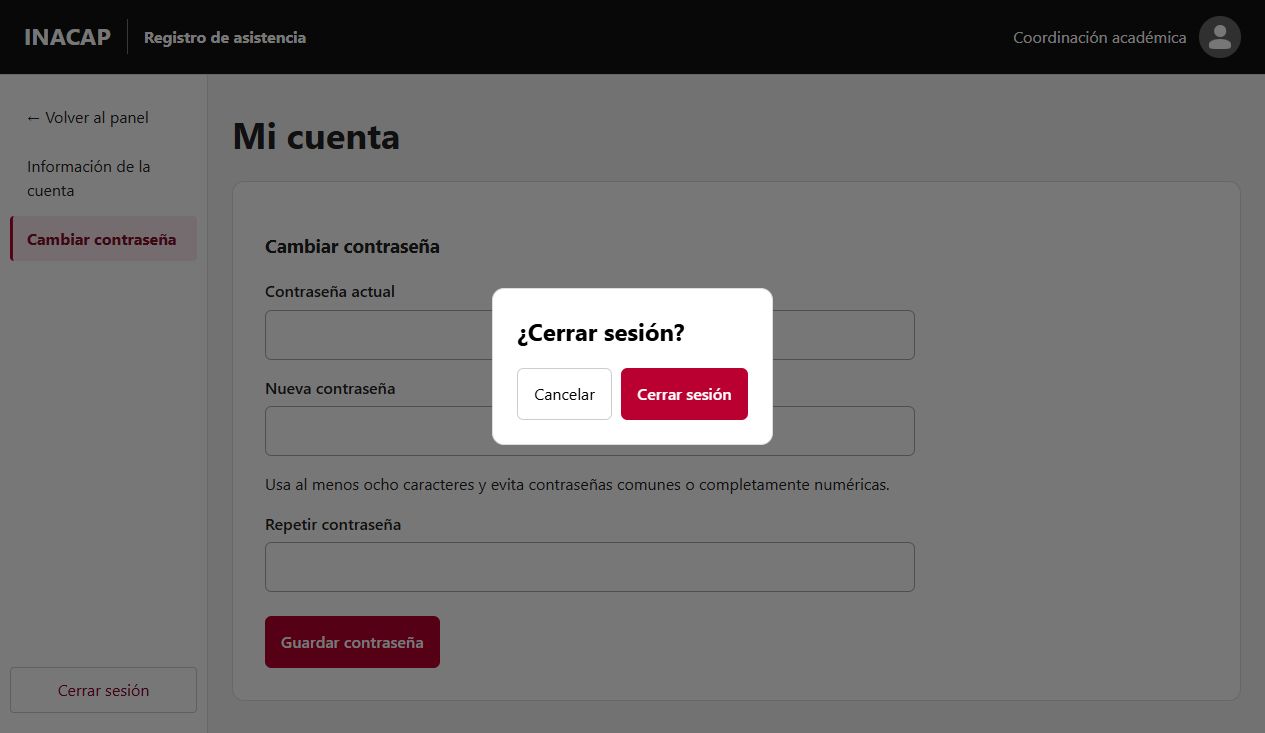 INACAP
Registro de asistencia
Coordinación académica
← Volver al panel
Información de la
cuenta
Cambiar contraseña
Cerrar sesión
Mi cuenta
Cambiar contraseña
Contraseña actual
Nueva contraseña
Usa al menos ocho caracteres y evita contraseñas comunes o completamente numéricas.
Repetir contraseña
Guardar contraseña
¿Cerrar sesión?
Cancelar
Cerrar sesión